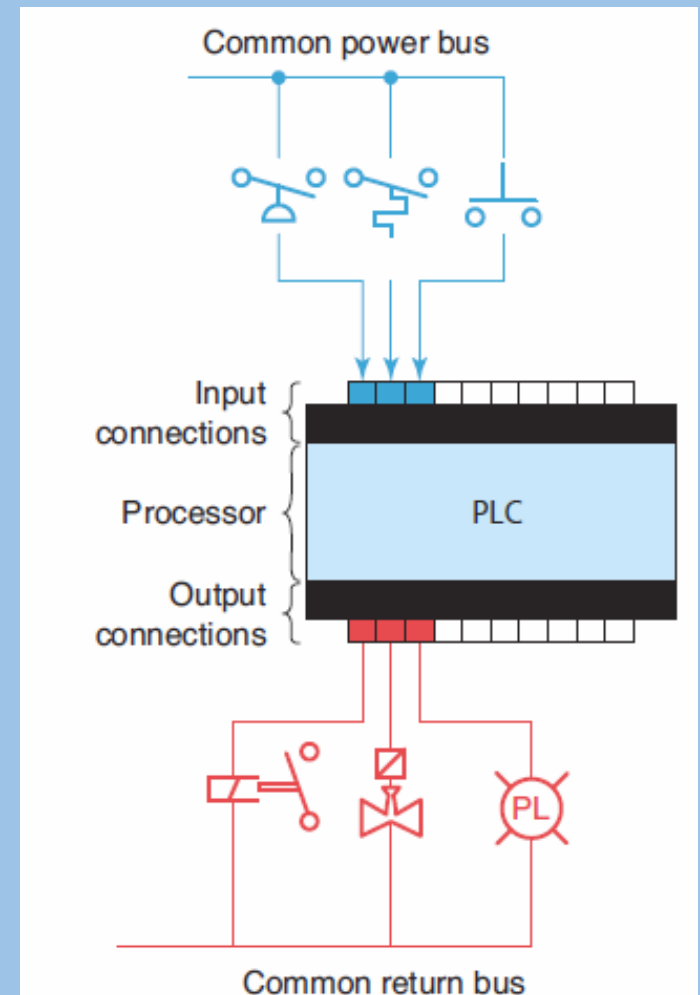 Common power bus
Input
connections
Processor
PLC
Output
connections
PL
Common return bus